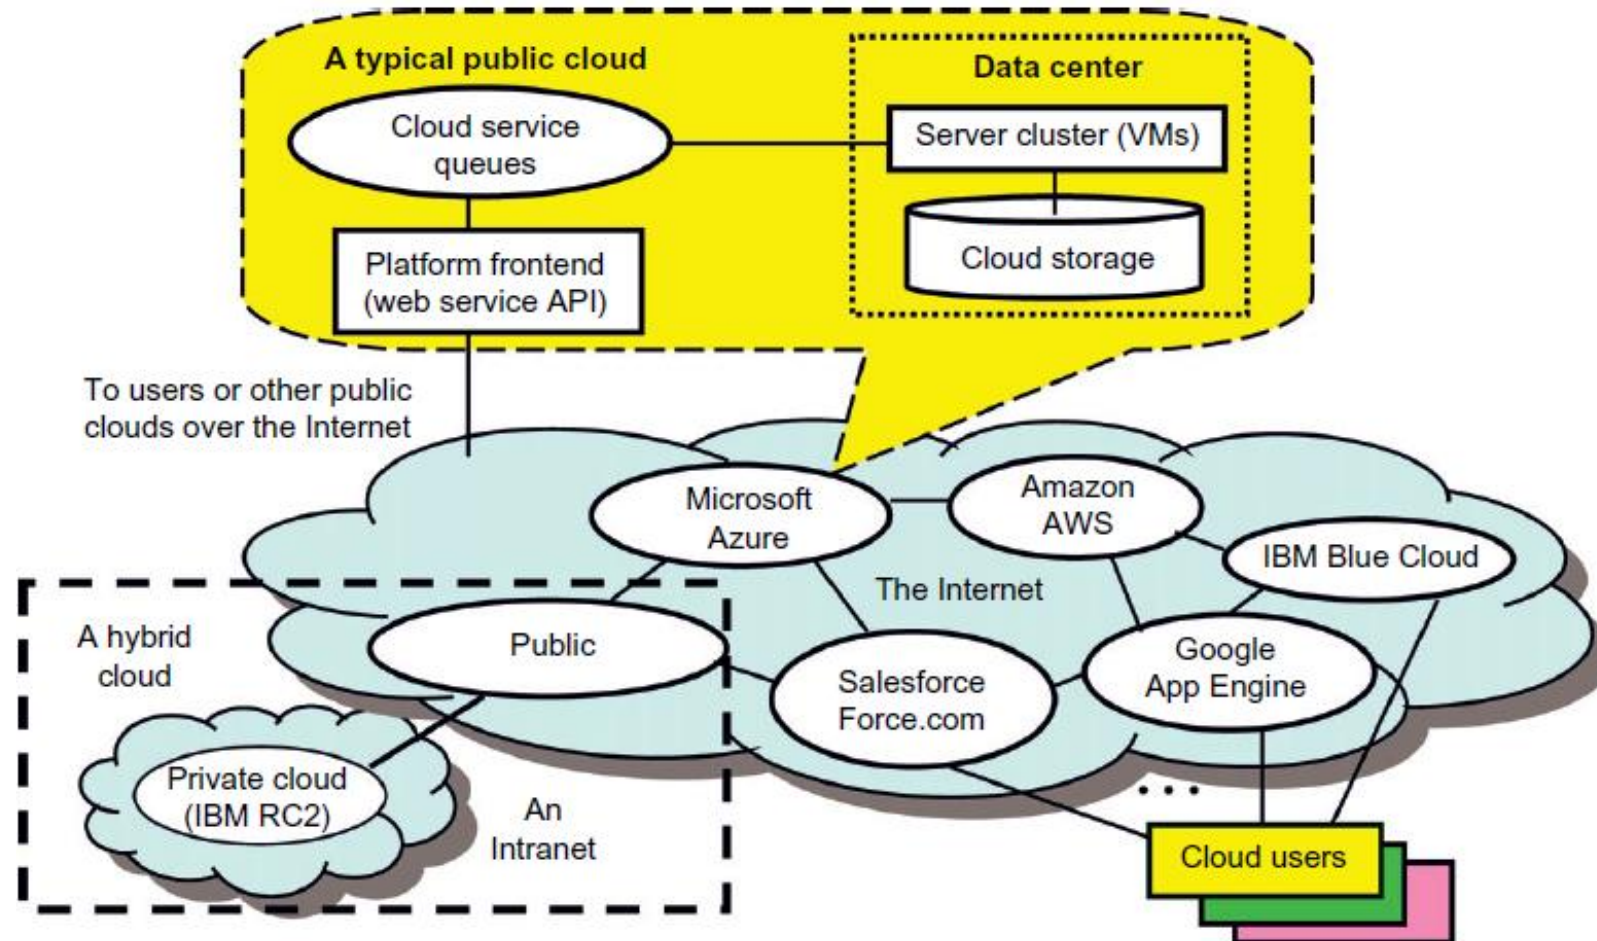 A typical public cloud
Data center
Cloud service
queues
Server cluster (VMs)
Platform frontend
(web service API)
Cloud storage
To users or other public
clouds over the Internet
Microsoft
Azure
Amazon
AWS
IBM Blue Cloud
The Internet
A hybrid
cloud
Public
Salesforce
Force.com
Google
App Engine
Private cloud
(IBM RC2)
An
Intranet
...
Cloud users